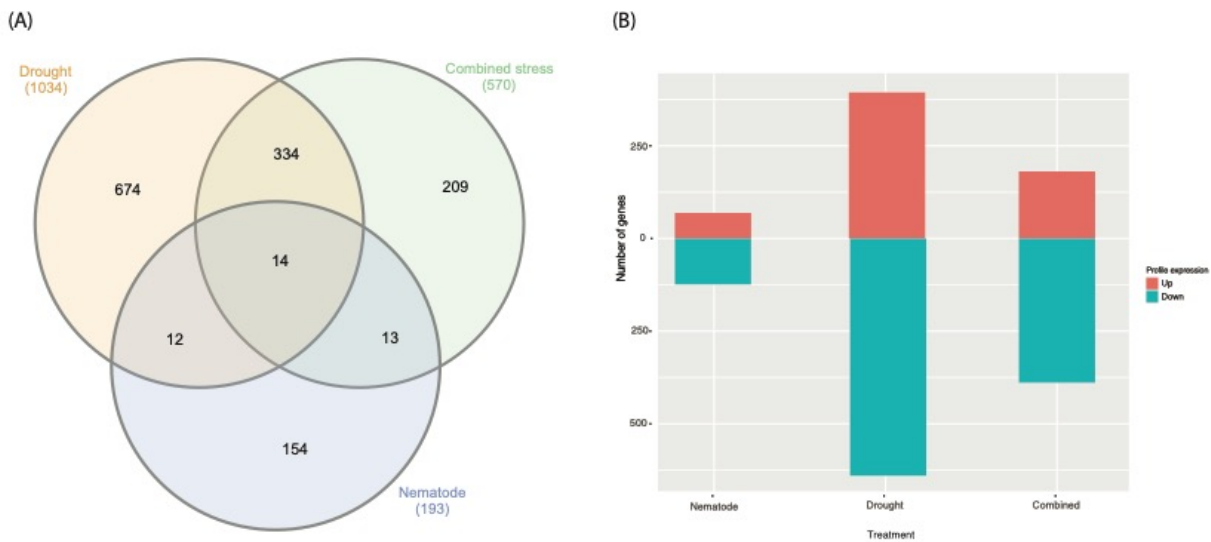 (A)
Drought
(1034)
Combined stress
(570)
334
674
209
14
12
13
154
Nematode
(193)
(B)
Number of genes
250
0
250
500
Nematode
Drought
Combined
Treatment
Profile expression
Up
Down